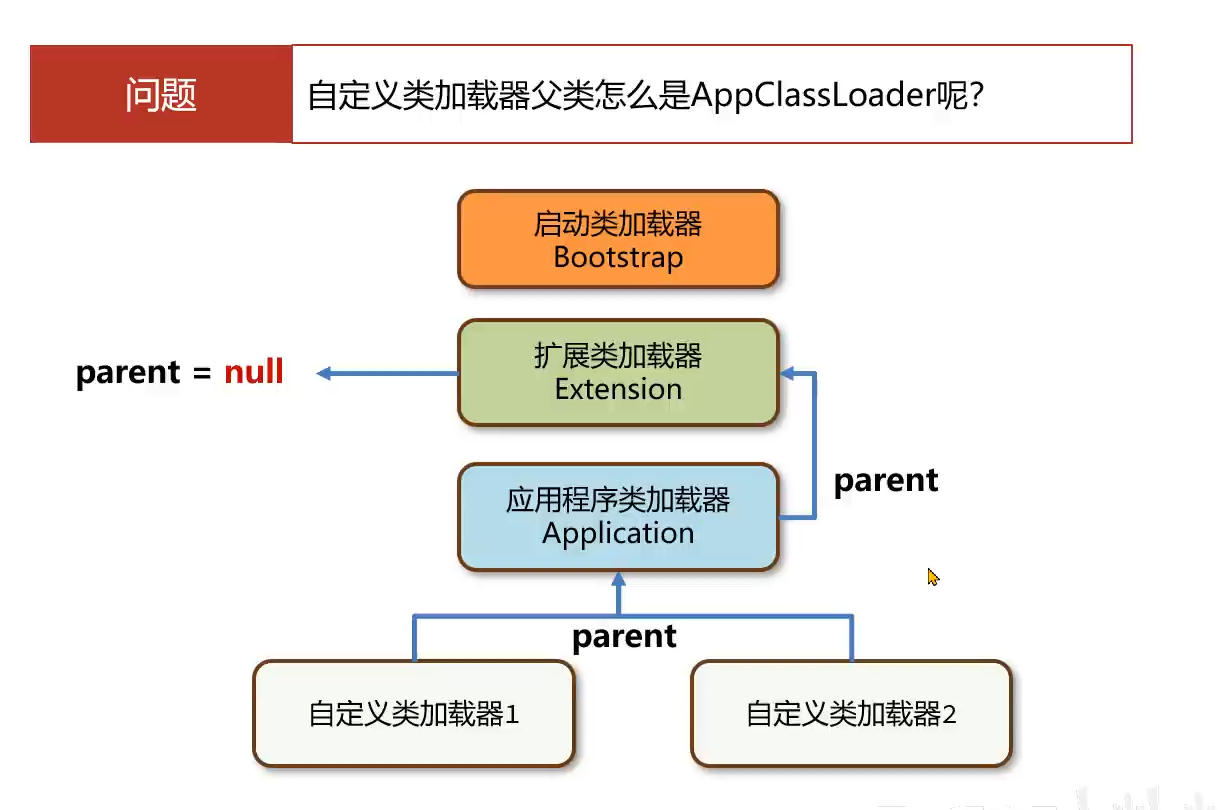 问题
自定义类加载器父类怎么是AppClassLoader呢?
启动类加载器
Bootstrap
parent = null
扩展类加载器
Extension
应用程序类加载器
Application
parent
parent
自定义类加载器1
自定义类加载器2